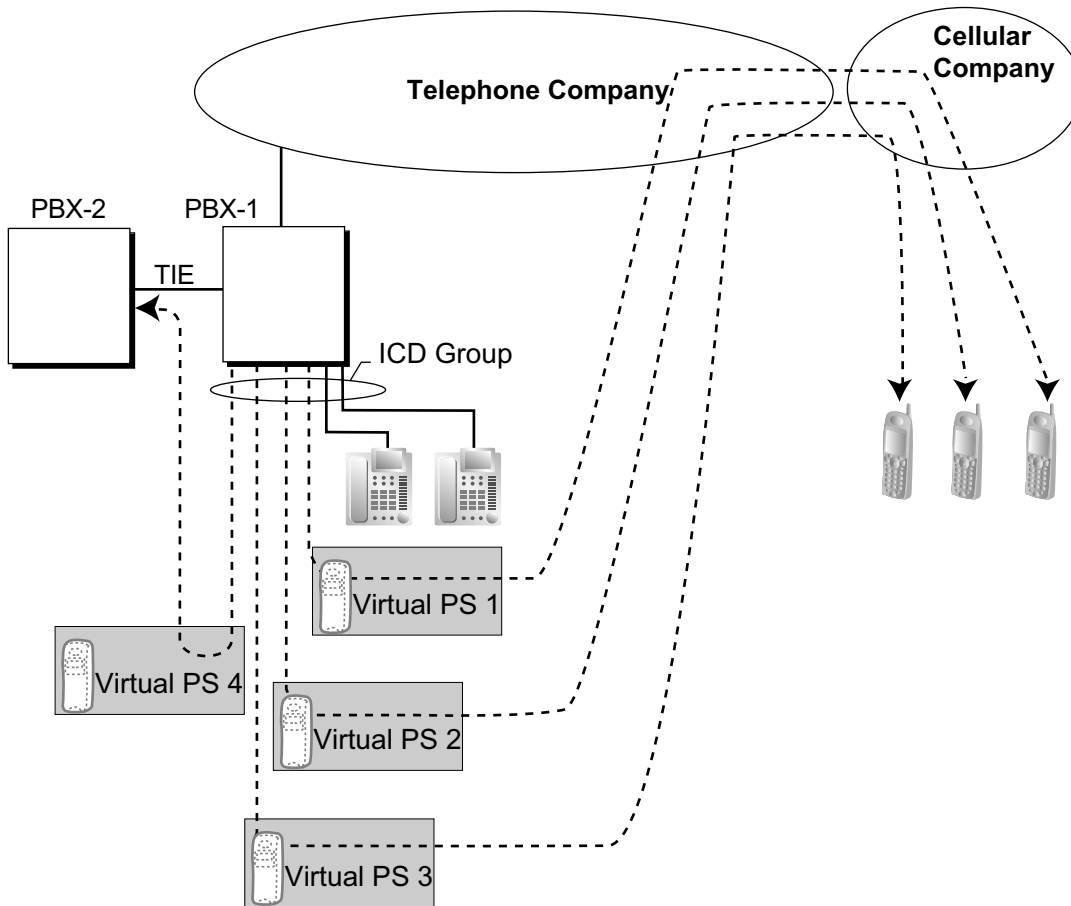 Cellular
Company
Telephone Company
PBX-2
PBX-1
TIE
ICD Group
Virtual PS 1
Virtual PS 4
Virtual PS 2
Virtual PS 3